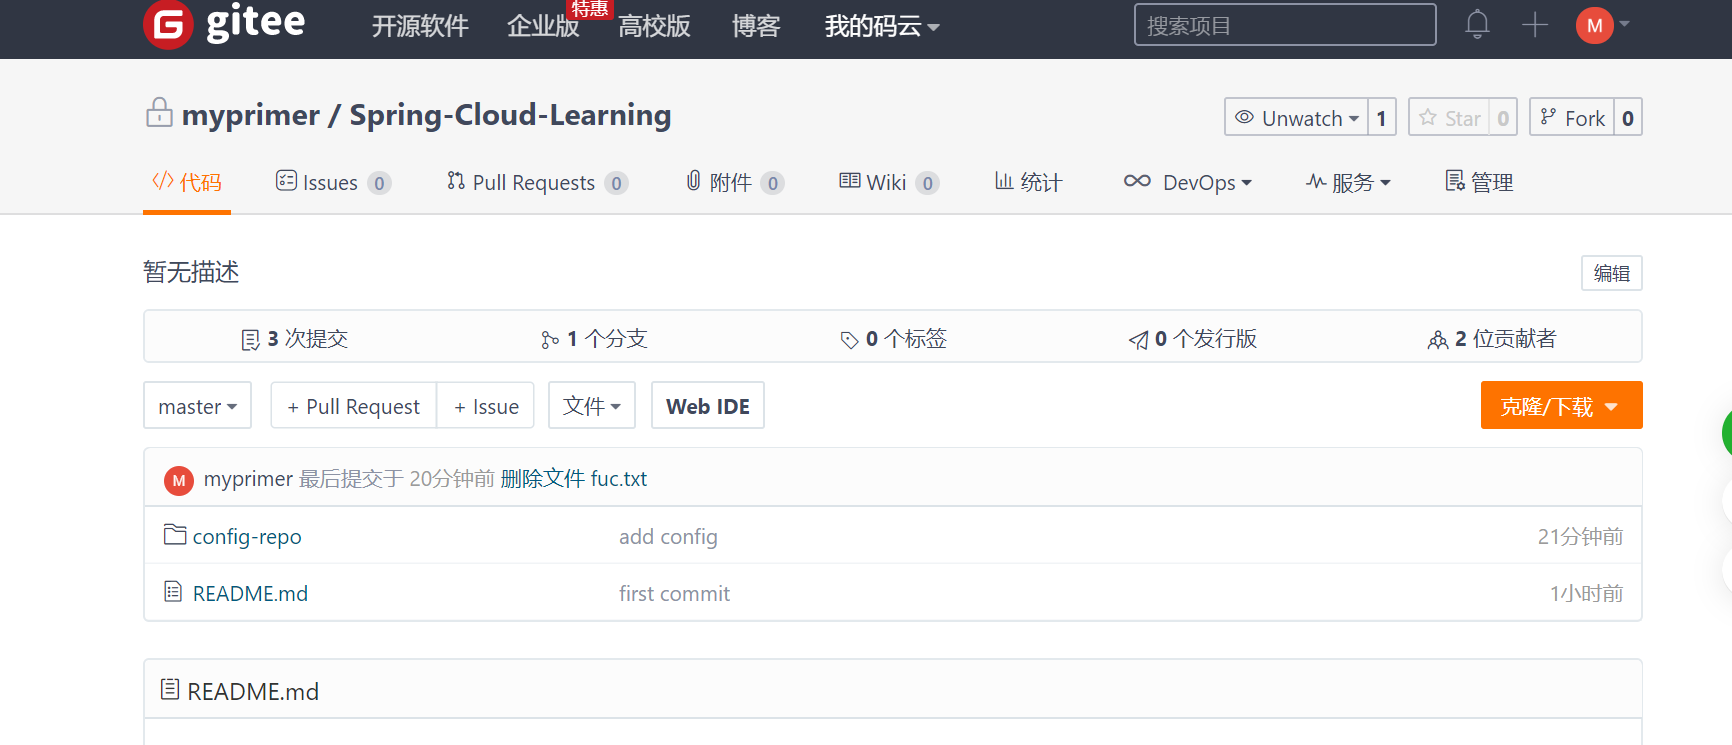 gitee 开源软件 企业版 特惠 高校版 博客 我的码云 搜索项目 M
myprimer / Spring-Cloud-Learning Unwatch 1 Star 0 Fork 0
代码 Issues 0 Pull Requests 0 附件 0 Wiki 0 统计 DevOps 服务 管理
暂无描述 编辑
3 次提交 1 个分支 0 个标签 0 个发行版 2 位贡献者
master + Pull Request + Issue 文件 Web IDE 克隆/下载
M myprimer 最后提交于 20分钟前 删除文件 fuc.txt
config-repo add config 21分钟前
README.md first commit 1小时前
README.md